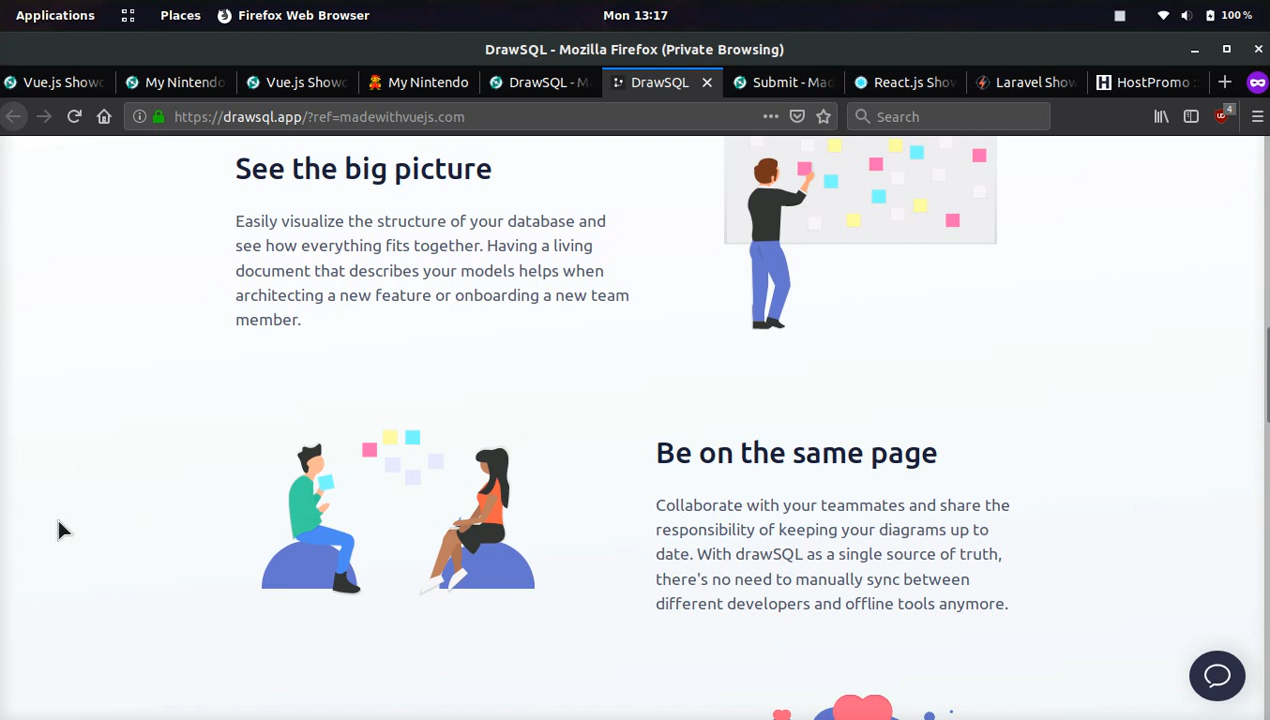 Applications Places Firefox Web Browser Mon 13:17 100 %
DrawSQL - Mozilla Firefox (Private Browsing)
Vue.js Showc My Nintendo Vue.js Showc My Nintendo DrawSQL - M DrawSQL Submit - Mad React.js Sho Laravel Show HostPromo :
https://drawsql.app/?ref=madewithvuejs.com Search 4
See the big picture
Easily visualize the structure of your database and
see how everything fits together. Having a living
document that describes your models helps when
architecting a new feature or onboarding a new team
member.
Be on the same page
Collaborate with your teammates and share the
responsibility of keeping your diagrams up to
date. With drawSQL as a single source of truth,
there's no need to manually sync between
different developers and offline tools anymore.